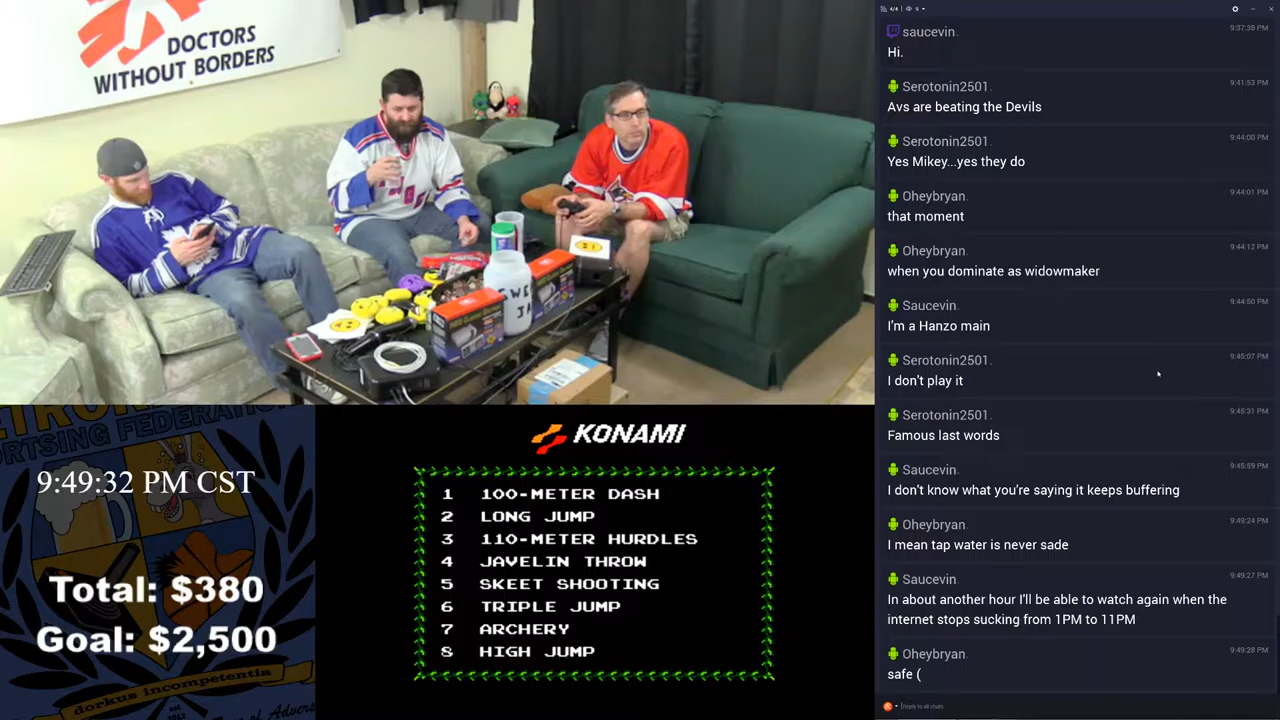 DOCTORS
WITHOUT BORDERS
SWE
JA
9:49:32 PM CST
Total: $380
Goal: $2,500
dorkus incompetentia
KONAMI
1 100-METER DASH
2 LONG JUMP
3 110-METER HURDLES
4 JAVELIN THROW
5 SKEET SHOOTING
6 TRIPLE JUMP
7 ARCHERY
8 HIGH JUMP
4/4
saucevin.
9:37:38 PM
Hi.
Serotonin2501.
9:41:53 PM
Avs are beating the Devils
Serotonin2501.
9:44:00 PM
Yes Mikey...yes they do
Oheybryan.
9:44:01 PM
that moment
Oheybryan.
9:44:12 PM
when you dominate as widowmaker
Saucevin.
9:44:50 PM
I'm a Hanzo main
Serotonin2501.
9:45:07 PM
I don't play it
Serotonin2501.
9:45:31 PM
Famous last words
Saucevin.
9:45:59 PM
I don't know what you're saying it keeps buffering
Oheybryan.
9:49:24 PM
I mean tap water is never sade
Saucevin.
9:49:27 PM
In about another hour I'll be able to watch again when the
internet stops sucking from 1PM to 11PM
Oheybryan.
9:49:28 PM
safe (
Reply to all chats